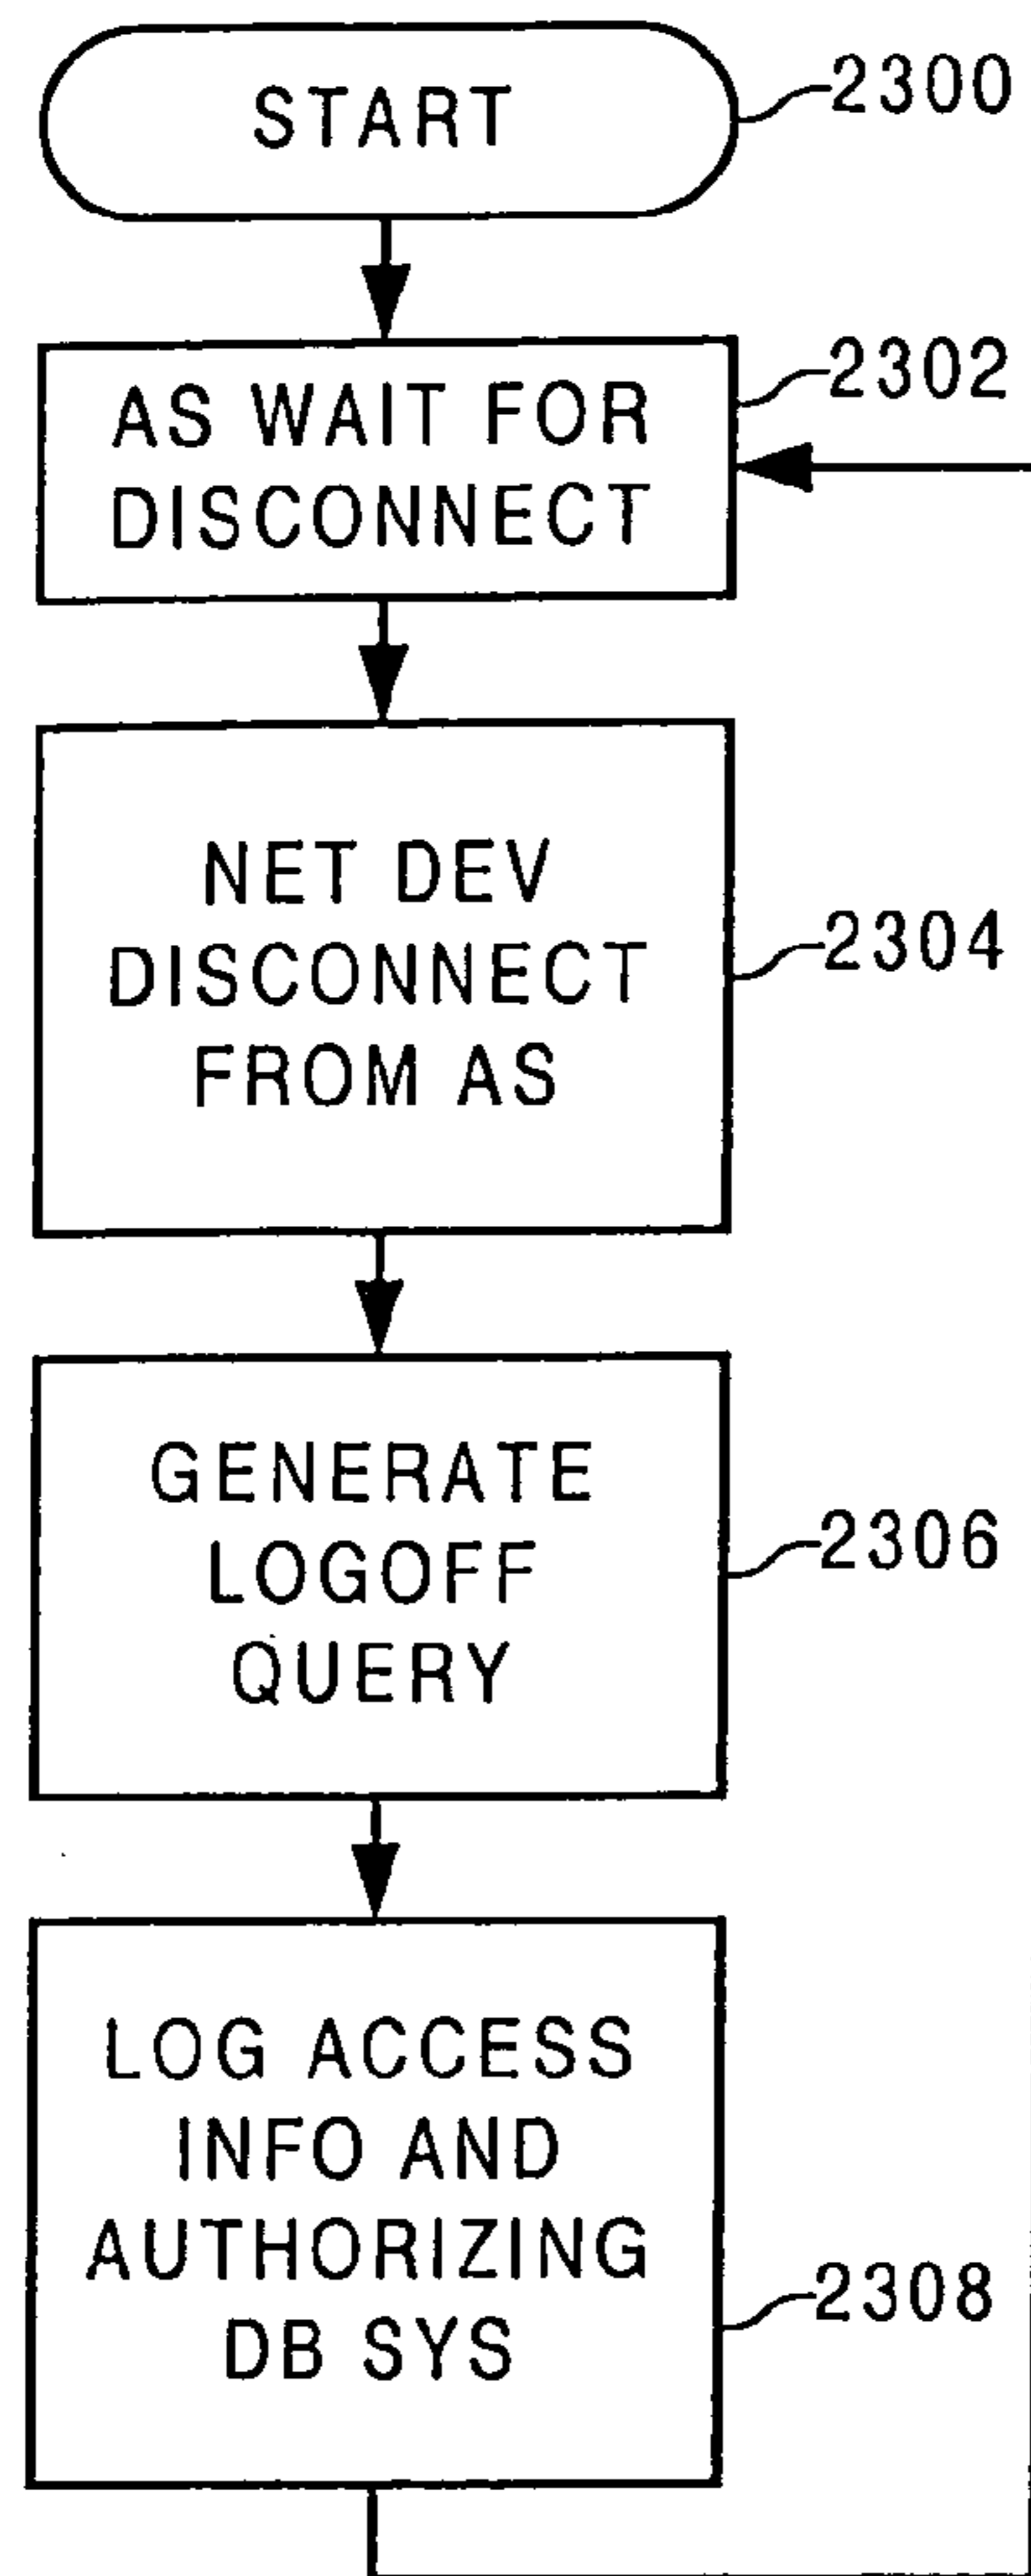 START
2300
AS WAIT FOR
DISCONNECT
2302
NET DEV
DISCONNECT
FROM AS
2304
GENERATE
LOGOFF
QUERY
2306
LOG ACCESS
INFO AND
AUTHORIZING
DB SYS
2308